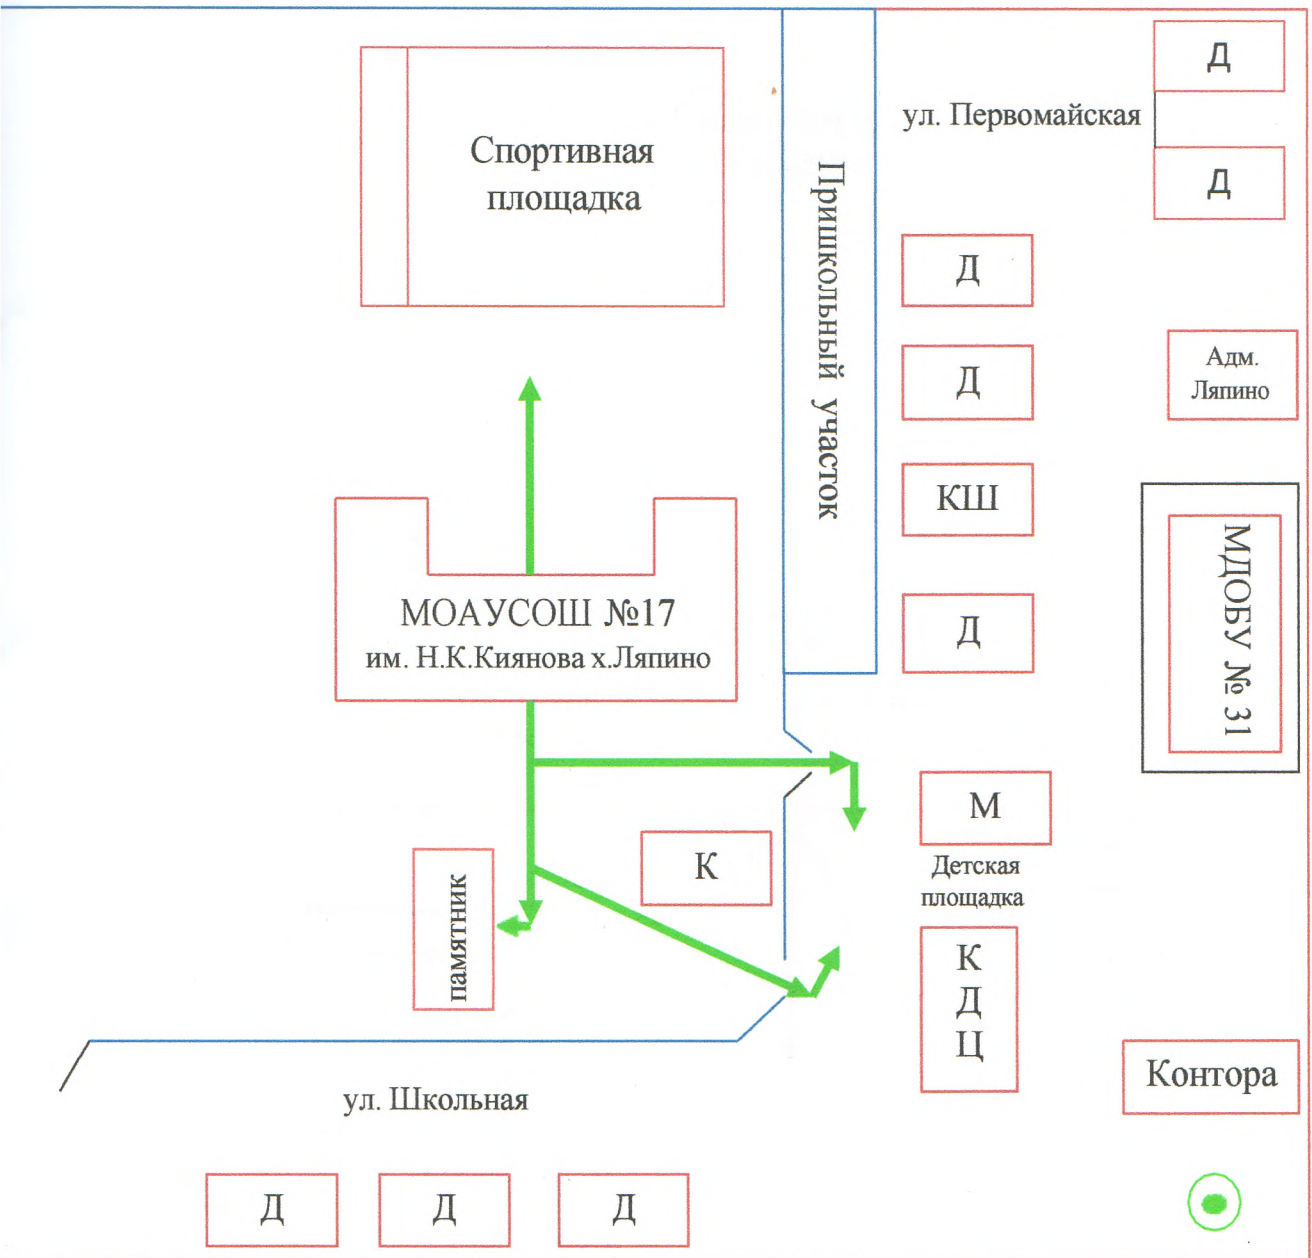 Д
ул. Первомайская
Спортивная
площадка
Пришкольный участок
Д
Д
Адм.
Ляпино
Д
КШ
МОАУСОШ №17
им. Н.К.Киянова х.Ляпино
Д
МДОБУ № 31
М
К
Детская
площадка
памятник
К
Д
Ц
Контора
ул. Школьная
Д
Д
Д